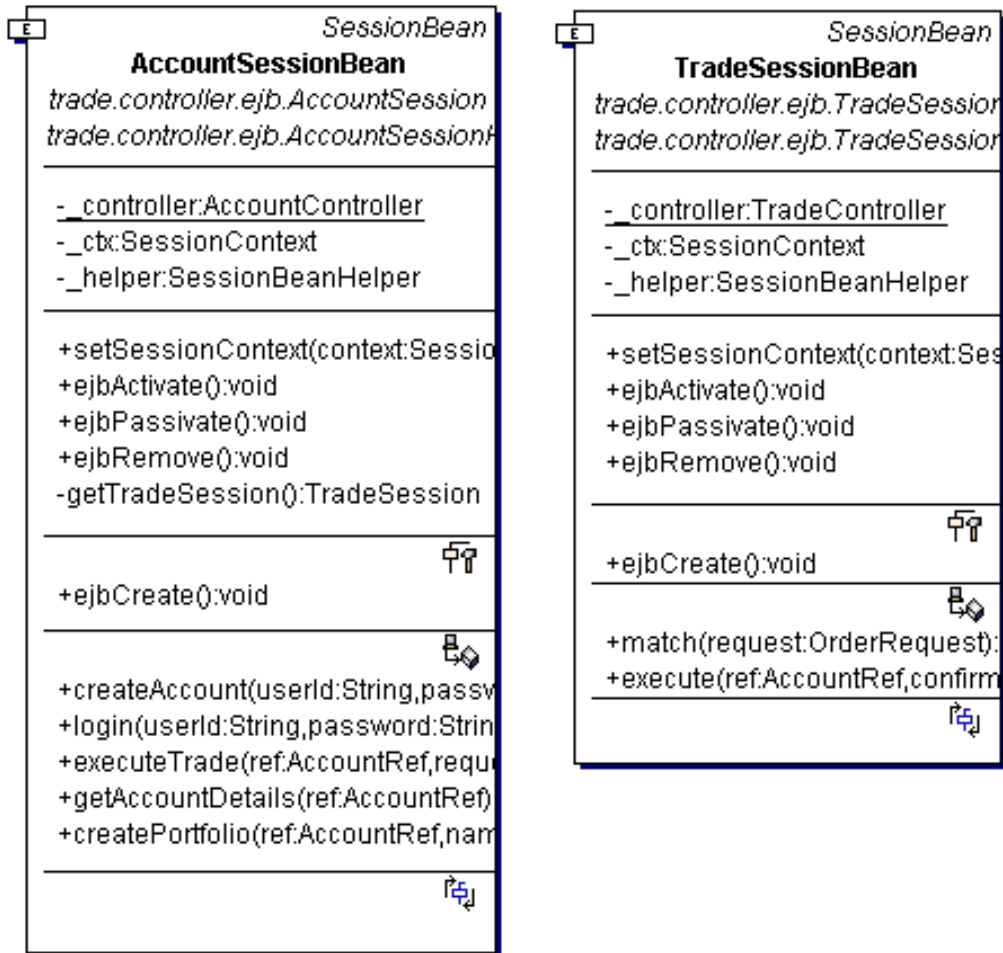 E
SessionBean
AccountSessionBean
trade.controller.ejb.AccountSession
trade.controller.ejb.AccountSessionH
-_controller:AccountController
-_ctx:SessionContext
-_helper:SessionBeanHelper
+setSessionContext(context:Sessio
+ejbActivate():void
+ejbPassivate():void
+ejbRemove():void
-getTradeSession():TradeSession
+ejbCreate():void
+createAccount(userId:String,passw
+login(userId:String,password:Strin
+executeTrade(ref:AccountRef,reque
+getAccountDetails(ref:AccountRef)
+createPortfolio(ref:AccountRef,nam
E
SessionBean
TradeSessionBean
trade.controller.ejb.TradeSession
trade.controller.ejb.TradeSession
-_controller:TradeController
-_ctx:SessionContext
-_helper:SessionBeanHelper
+setSessionContext(context:Ses
+ejbActivate():void
+ejbPassivate():void
+ejbRemove():void
+ejbCreate():void
+match(request:OrderRequest):
+execute(ref:AccountRef,confirm